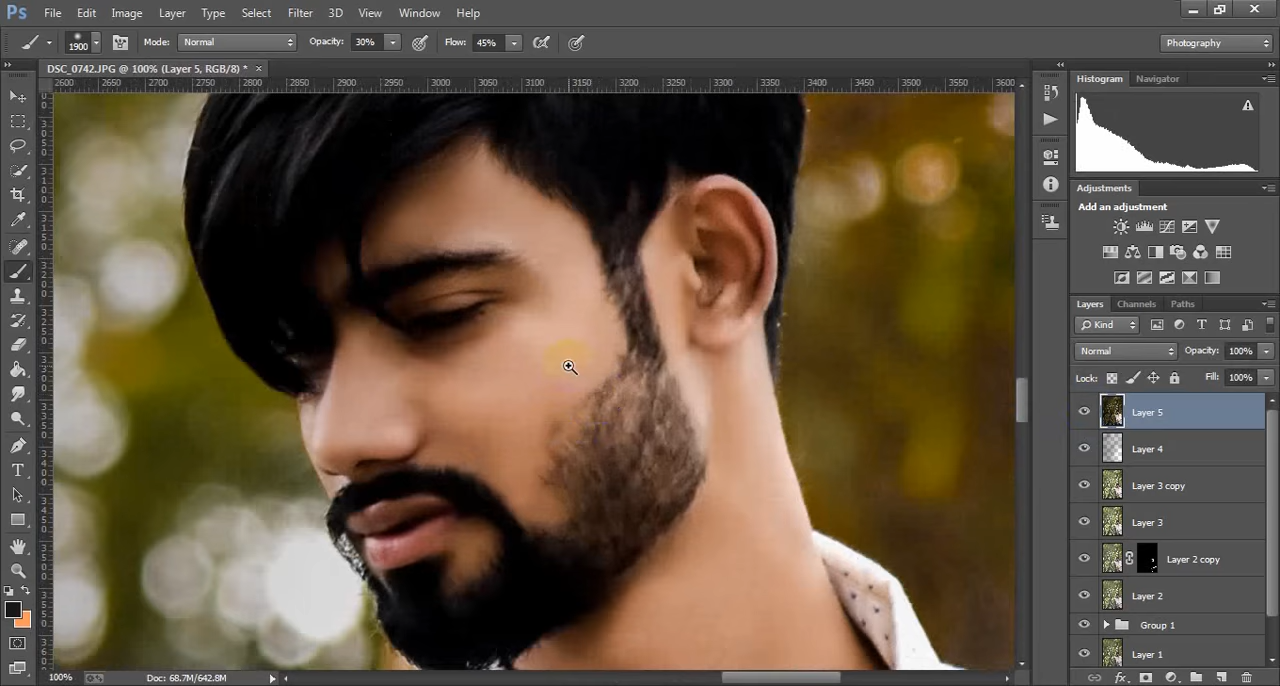 Ps File Edit Image Layer Type Select Filter 3D View Window Help
1900 Mode: Normal Opacity: 30% Flow: 45% Photography
DSC_0742.JPG @ 100% (Layer 5, RGB/8) * ×
2600 2650 2700 2750 2800 2850 2900 2950 3000 3050 3100 3150 3200 3250 3300 3350 3400 3450 3500 3550 3600
Histogram Navigator
Adjustments
Add an adjustment
Layers Channels Paths
Kind
Normal Opacity: 100%
Lock: Fill: 100%
Layer 5
Layer 4
Layer 3 copy
Layer 3
Layer 2 copy
Layer 2
Group 1
Layer 1
100% Doc: 68.7M/642.8M